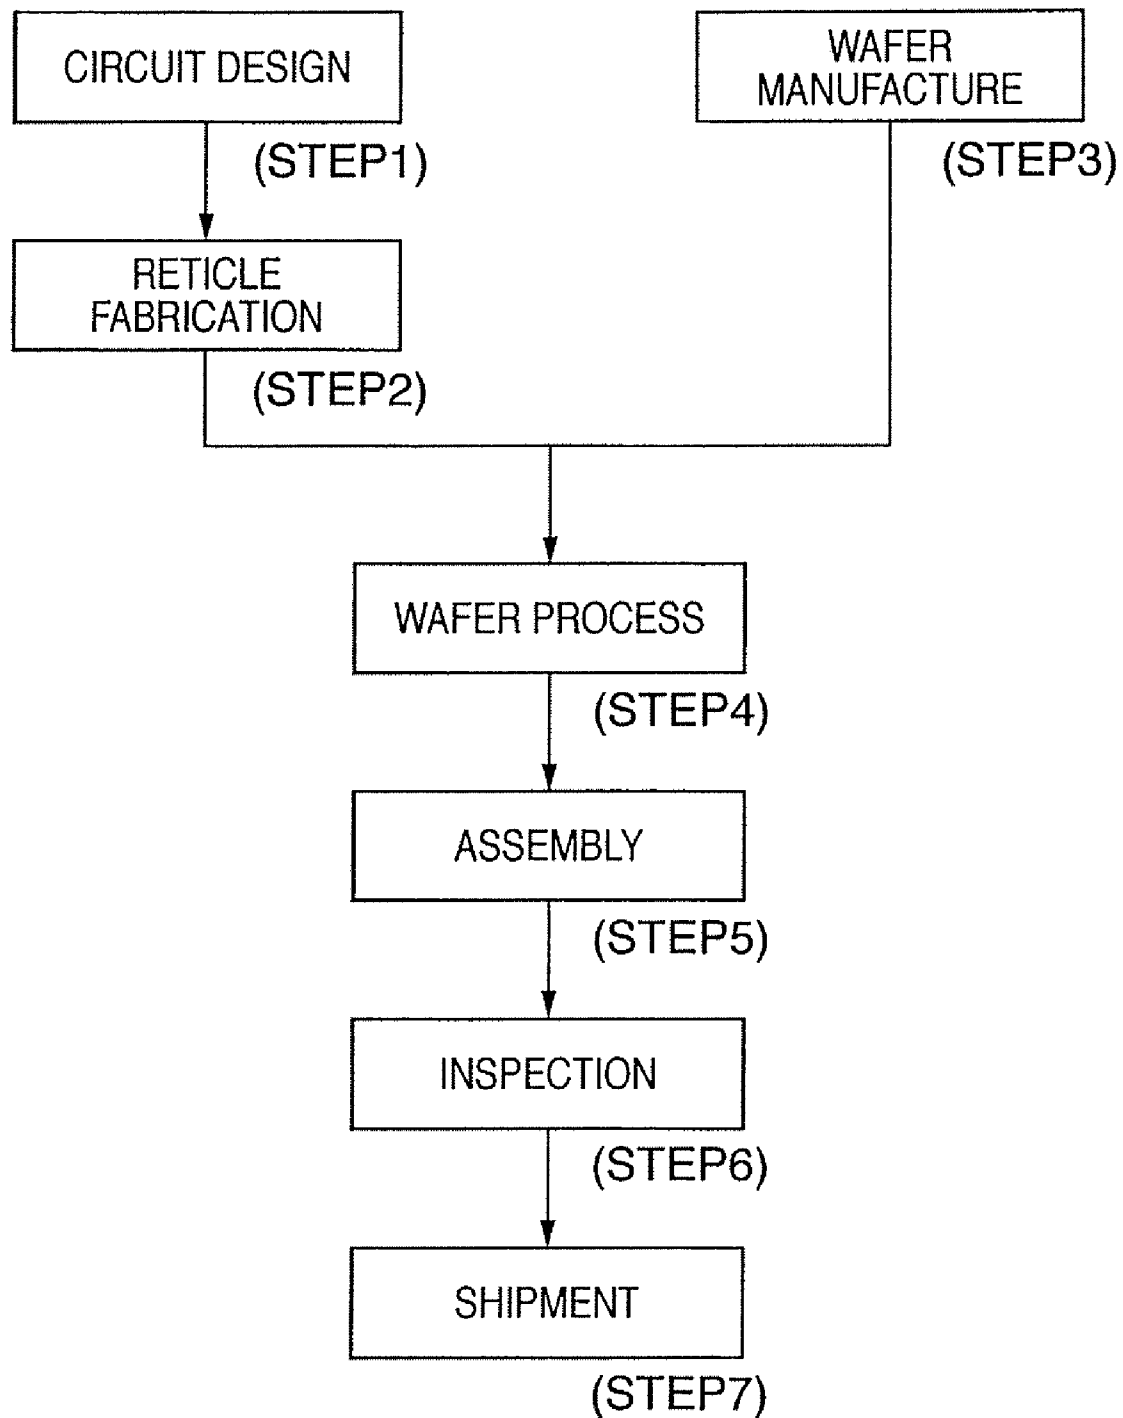 CIRCUIT DESIGN
(STEP1)
WAFER
MANUFACTURE
(STEP3)
RETICLE
FABRICATION
(STEP2)
WAFER PROCESS
(STEP4)
ASSEMBLY
(STEP5)
INSPECTION
(STEP6)
SHIPMENT
(STEP7)